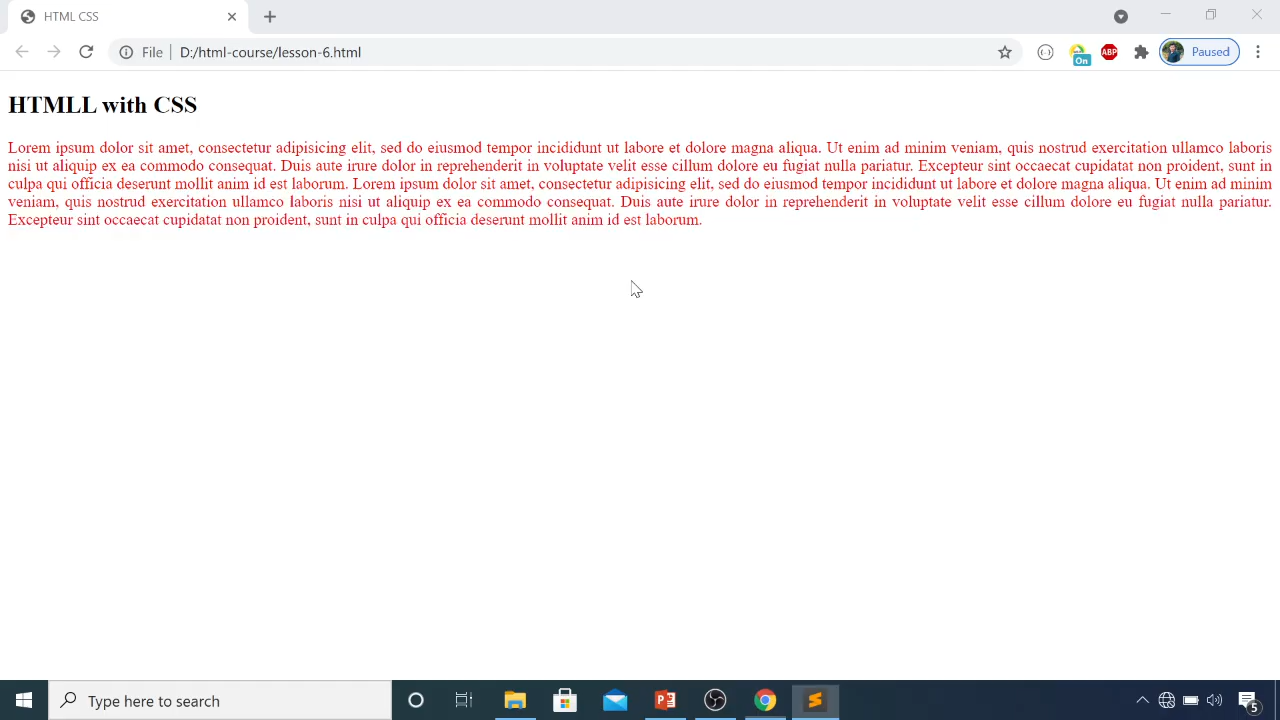 HTML CSS
File
D:/html-course/lesson-6.html
On
ABP
Paused
HTMLL with CSS
Lorem ipsum dolor sit amet, consectetur adipisicing elit, sed do eiusmod tempor incididunt ut labore et dolore magna aliqua. Ut enim ad minim veniam, quis nostrud exercitation ullamco laboris
nisi ut aliquip ex ea commodo consequat. Duis aute irure dolor in reprehenderit in voluptate velit esse cillum dolore eu fugiat nulla pariatur. Excepteur sint occaecat cupidatat non proident, sunt in
culpa qui officia deserunt mollit anim id est laborum. Lorem ipsum dolor sit amet, consectetur adipisicing elit, sed do eiusmod tempor incididunt ut labore et dolore magna aliqua. Ut enim ad minim
veniam, quis nostrud exercitation ullamco laboris nisi ut aliquip ex ea commodo consequat. Duis aute irure dolor in reprehenderit in voluptate velit esse cillum dolore eu fugiat nulla pariatur.
Excepteur sint occaecat cupidatat non proident, sunt in culpa qui officia deserunt mollit anim id est laborum.
Type here to search
5